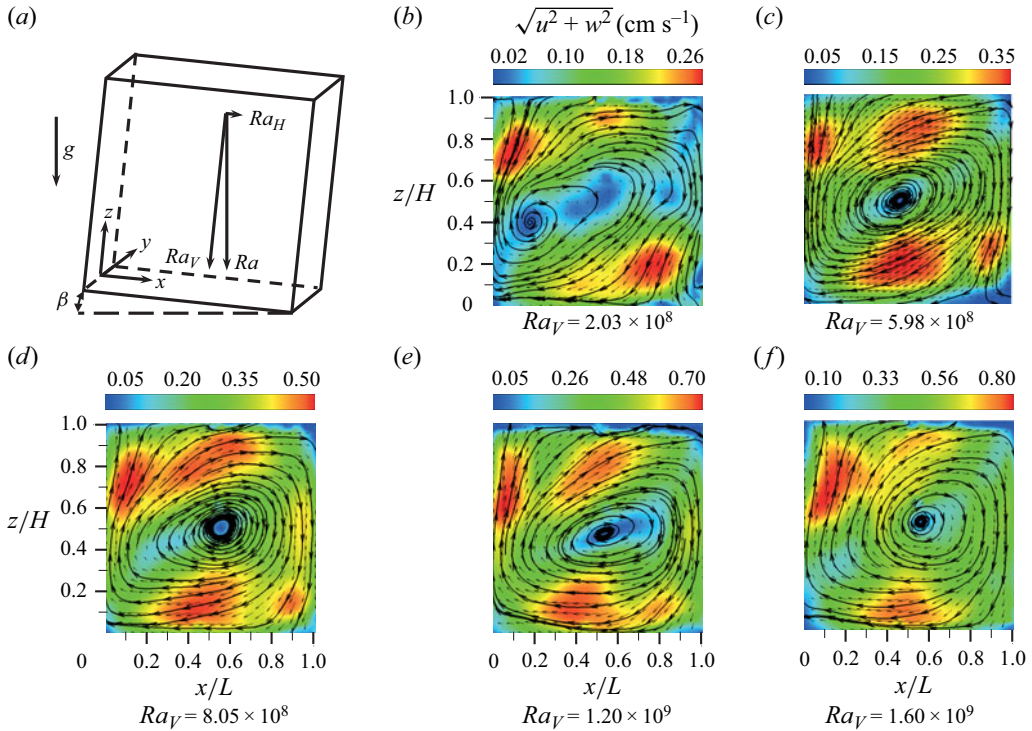 (a)
g
z
y
x
β
Ra_H
Ra_V
Ra
(b)
√u² + w² (cm s⁻¹)
0.02 0.10 0.18 0.26
z/H
1.0
0.8
0.6
0.4
0.2
0
Ra_V = 2.03 × 10⁸
(c)
0.05 0.15 0.25 0.35
Ra_V = 5.98 × 10⁸
(d)
0.05 0.20 0.35 0.50
z/H
1.0
0.8
0.6
0.4
0.2
0 0.2 0.4 0.6 0.8 1.0
x/L
Ra_V = 8.05 × 10⁸
(e)
0.05 0.26 0.48 0.70
0 0.2 0.4 0.6 0.8 1.0
x/L
Ra_V = 1.20 × 10⁹
(f)
0.10 0.33 0.56 0.80
0 0.2 0.4 0.6 0.8 1.0
x/L
Ra_V = 1.60 × 10⁹